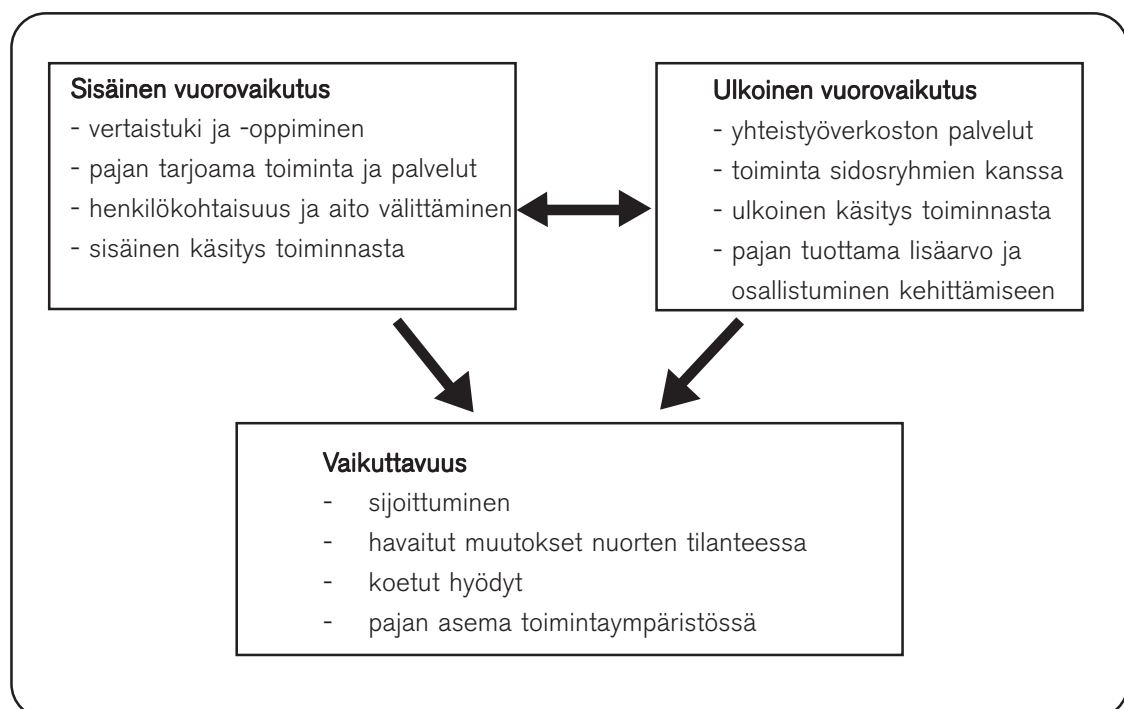 Sisäinen vuorovaikutus
- vertaistuki ja -oppiminen
- pajan tarjoama toiminta ja palvelut
- henkilökohtaisuus ja aito välittäminen
- sisäinen käsitys toiminnasta
Ulkoinen vuorovaikutus
- yhteistyöverkoston palvelut
- toiminta sidosryhmien kanssa
- ulkoinen käsitys toiminnasta
- pajan tuottama lisäarvo ja
osallistuminen kehittämiseen
Vaikuttavuus
- sijoittuminen
- havaitut muutokset nuorten tilanteessa
- koetut hyödyt
- pajan asema toimintaympäristössä